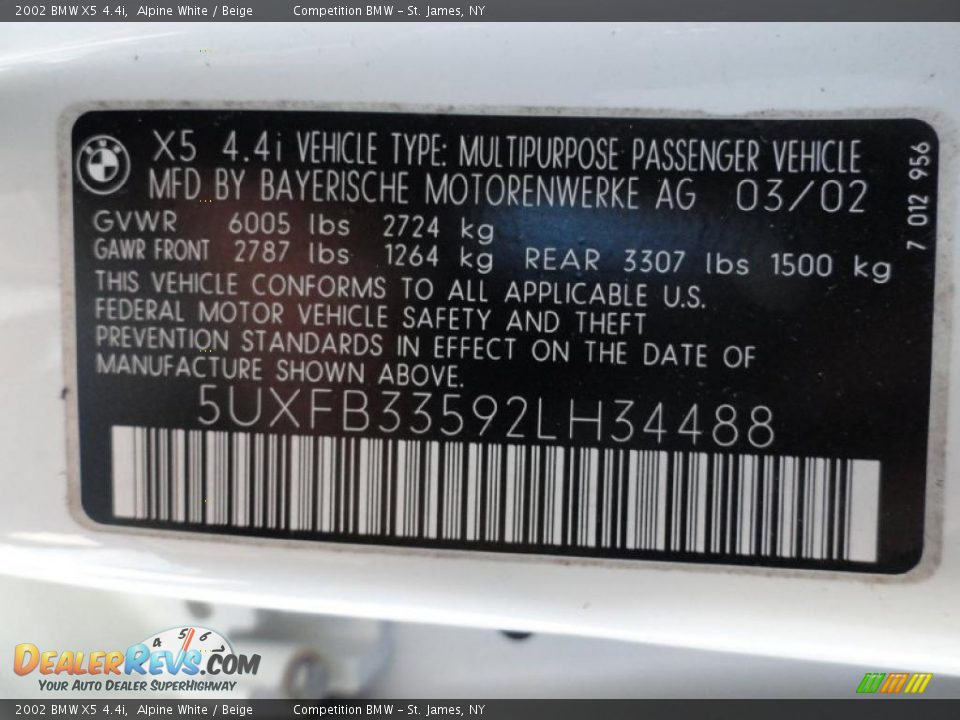 2002 BMW X5 4.4i, Alpine White / Beige Competition BMW - St. James, NY
X5 4.4i VEHICLE TYPE: MULTIPURPOSE PASSENGER VEHICLE
MFD BY BAYERISCHE MOTORENWERKE AG 03/02
7 012 956
GVWR 6005 lbs 2724 kg
GAWR FRONT 2787 lbs 1264 kg REAR 3307 lbs 1500 kg
THIS VEHICLE CONFORMS TO ALL APPLICABLE U.S.
FEDERAL MOTOR VEHICLE SAFETY AND THEFT
PREVENTION STANDARDS IN EFFECT ON THE DATE OF
MANUFACTURE SHOWN ABOVE.
5UXFB33592LH34488
4 5 6 7
DEALERREVS.COM
YOUR AUTO DEALER SUPERHIGHWAY
2002 BMW X5 4.4i, Alpine White / Beige Competition BMW - St. James, NY